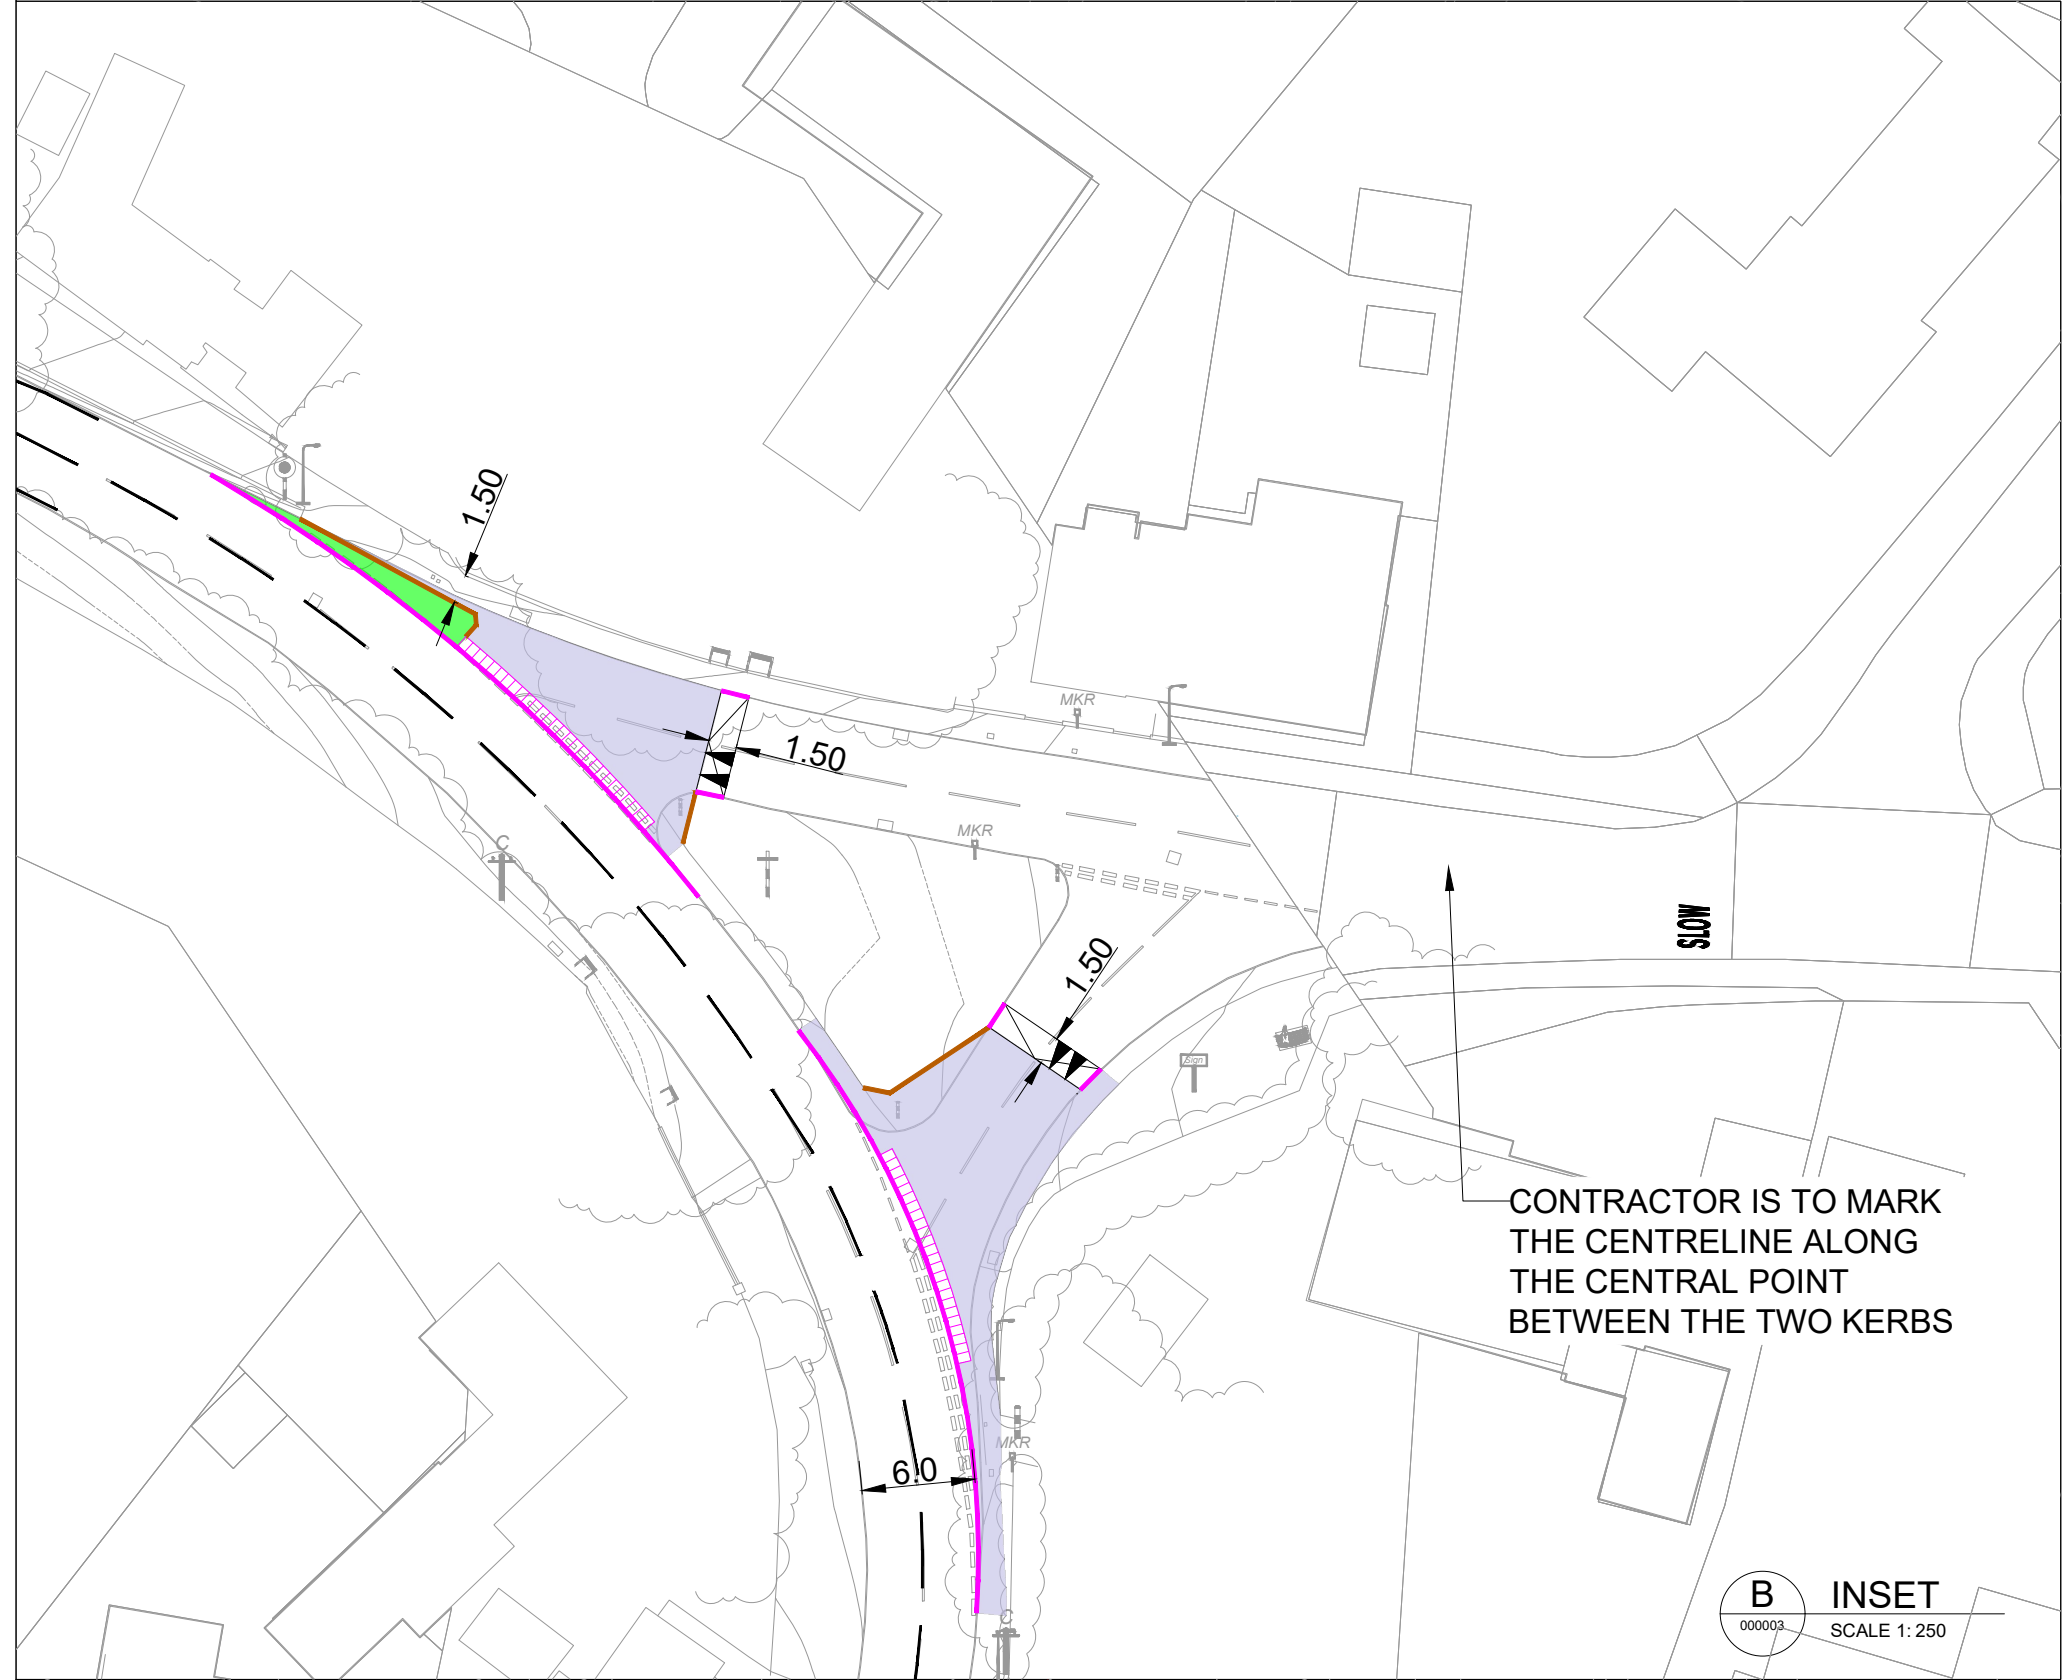 1.50
MKR
1.50
MKR
C
SLOW
1.50
Sign
CONTRACTOR IS TO MARK
THE CENTRELINE ALONG
THE CENTRAL POINT
BETWEEN THE TWO KERBS
MKR
6.0
B
000003
INSET
SCALE 1: 250
C